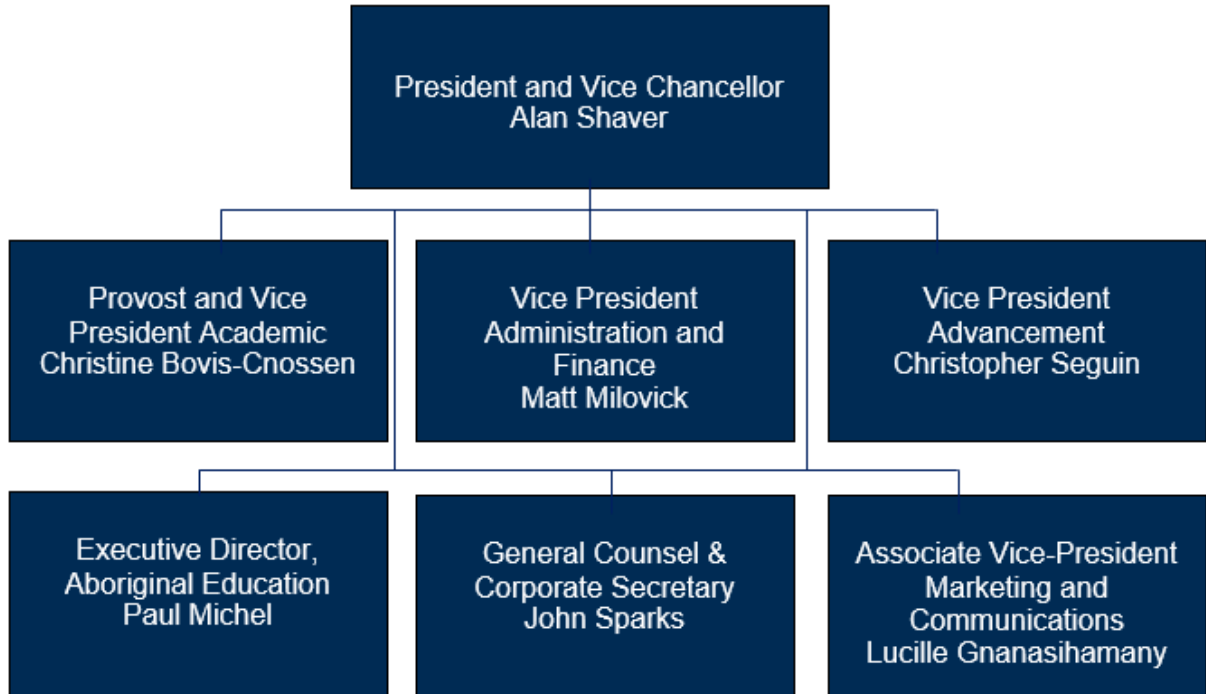 President and Vice Chancellor
Alan Shaver
Provost and Vice
President Academic
Christine Bovis-Cnossen
Vice President
Administration and
Finance
Matt Milovick
Vice President
Advancement
Christopher Seguin
Executive Director,
Aboriginal Education
Paul Michel
General Counsel &
Corporate Secretary
John Sparks
Associate Vice-President
Marketing and
Communications
Lucille Gnanasihamany